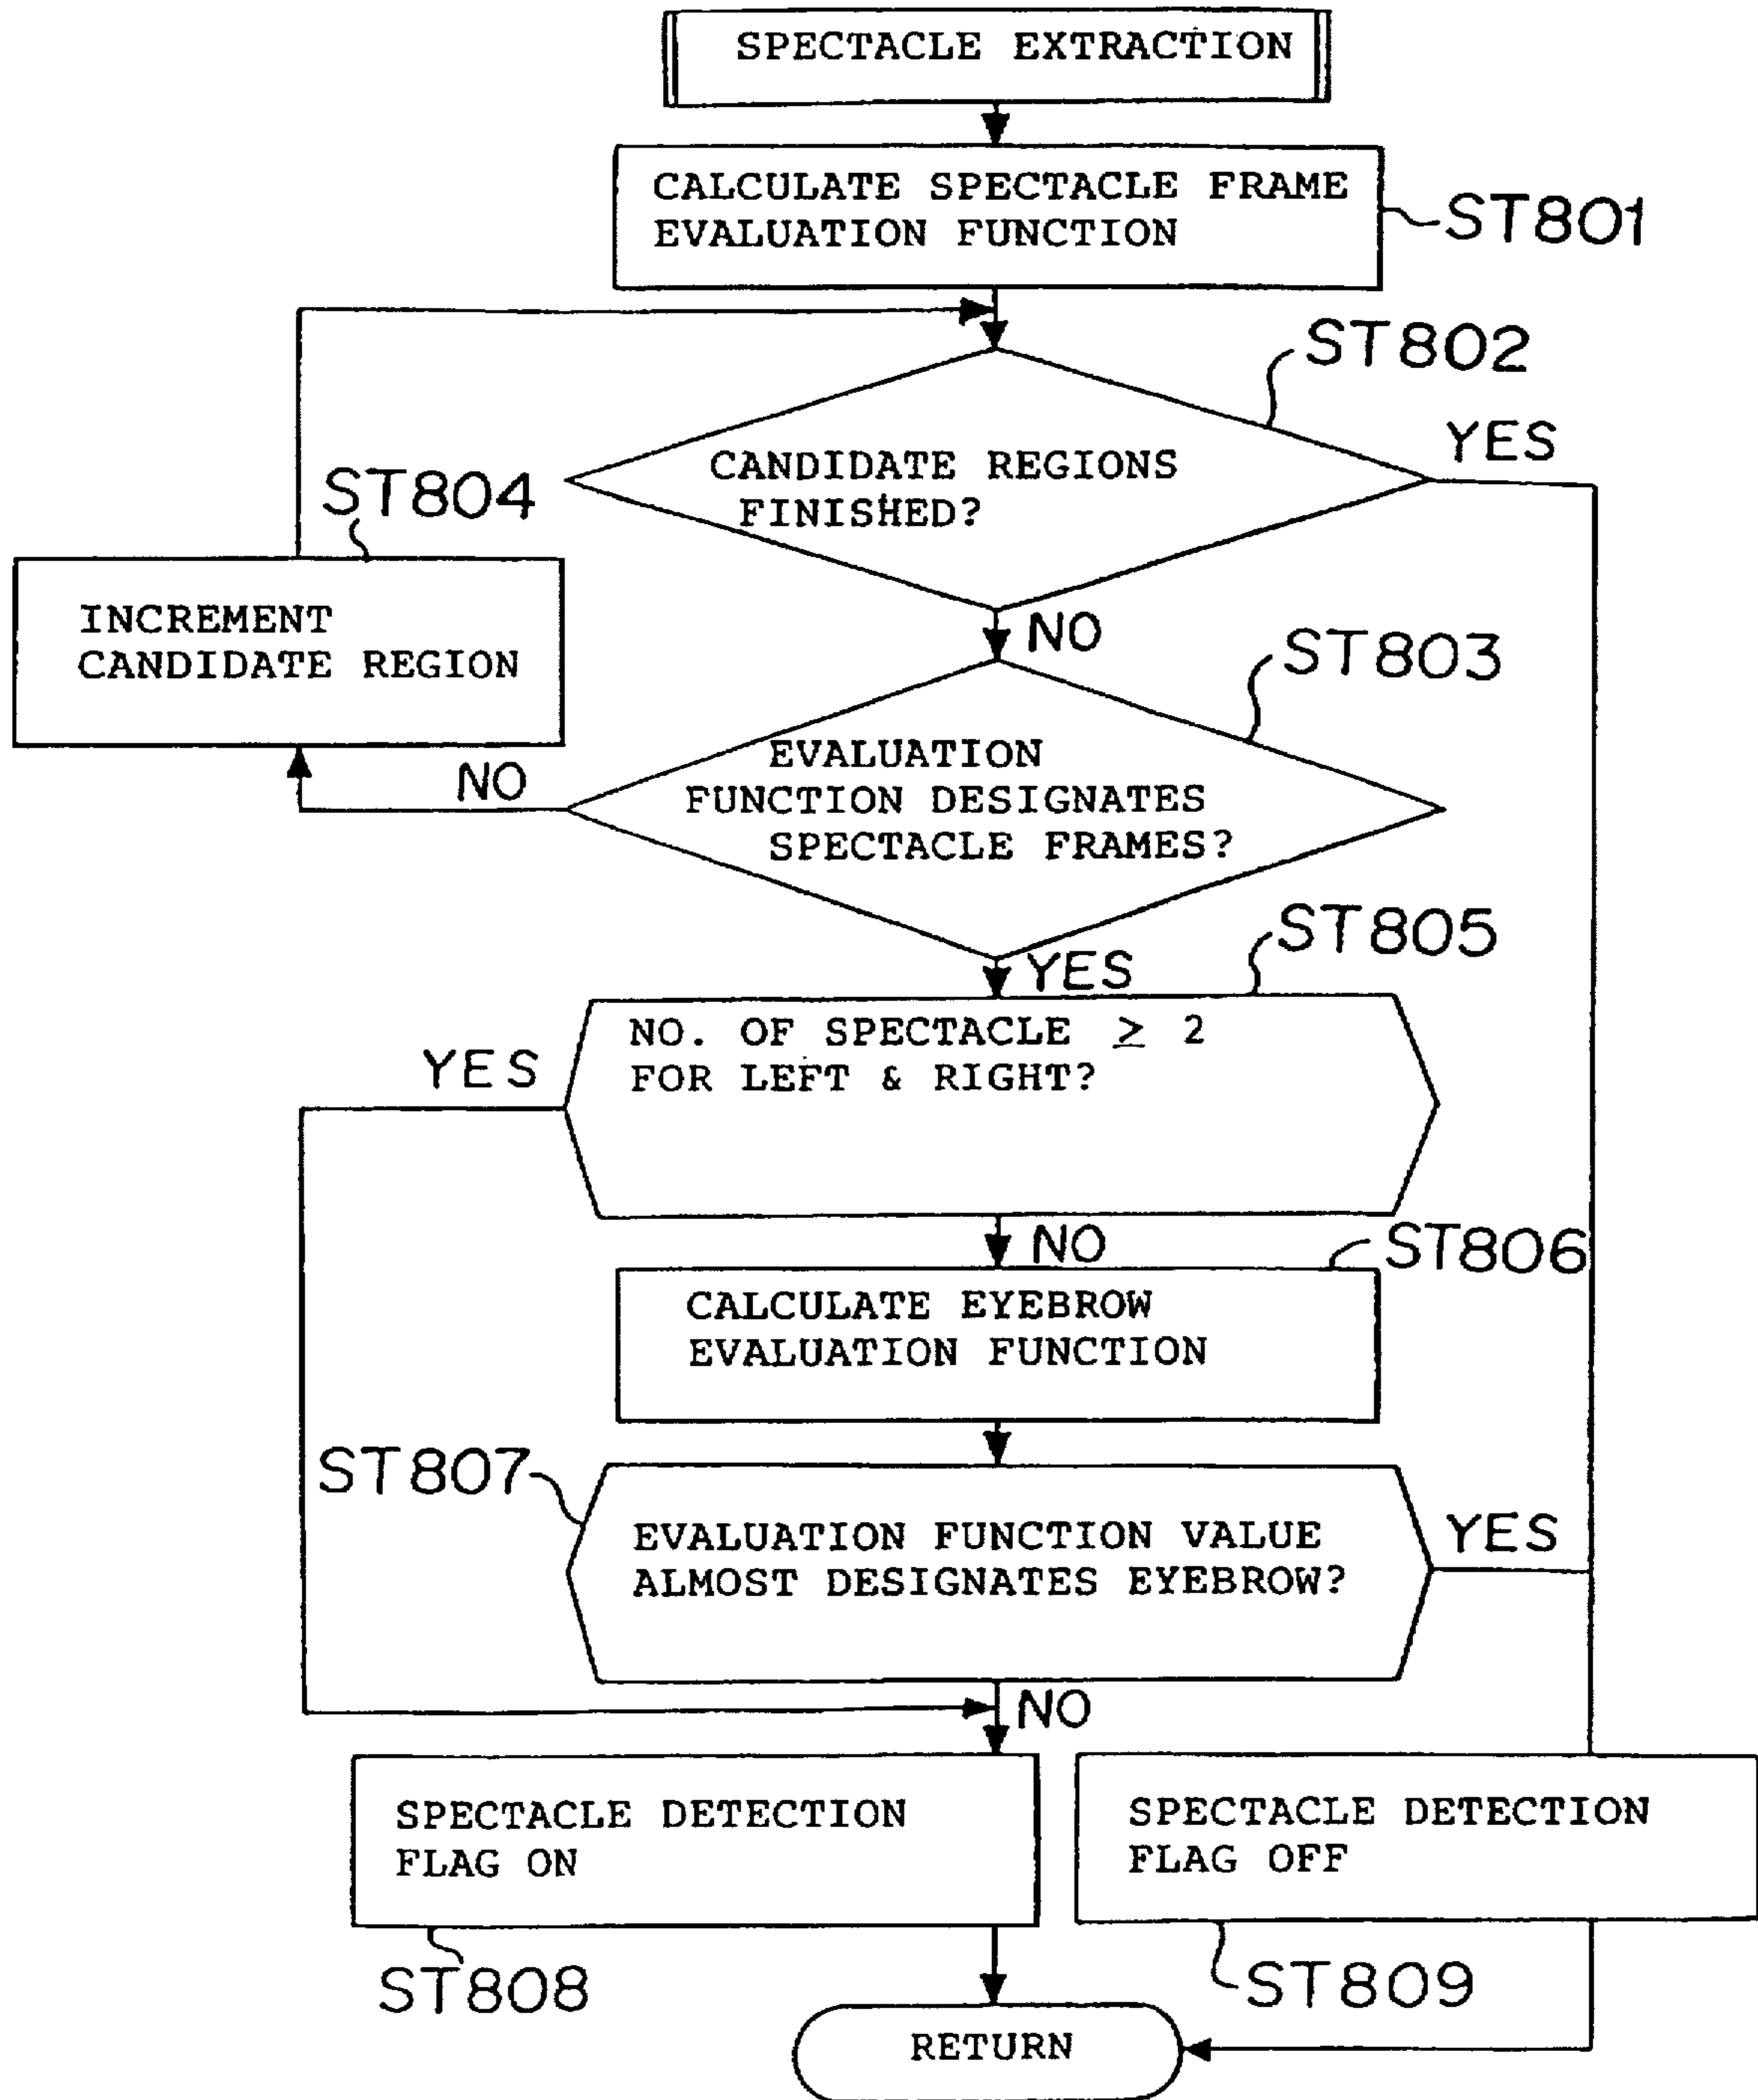 SPECTACLE EXTRACTION
CALCULATE SPECTACLE FRAME
EVALUATION FUNCTION
ST801
ST802
YES
CANDIDATE REGIONS
FINISHED?
ST804
INCREMENT
CANDIDATE REGION
NO
ST803
EVALUATION
FUNCTION DESIGNATES
SPECTACLE FRAMES?
NO
ST805
YES
NO. OF SPECTACLE ≥ 2
FOR LEFT & RIGHT?
YES
NO
ST806
CALCULATE EYEBROW
EVALUATION FUNCTION
ST807
EVALUATION FUNCTION VALUE
ALMOST DESIGNATES EYEBROW?
YES
NO
SPECTACLE DETECTION
FLAG ON
SPECTACLE DETECTION
FLAG OFF
ST808
ST809
RETURN